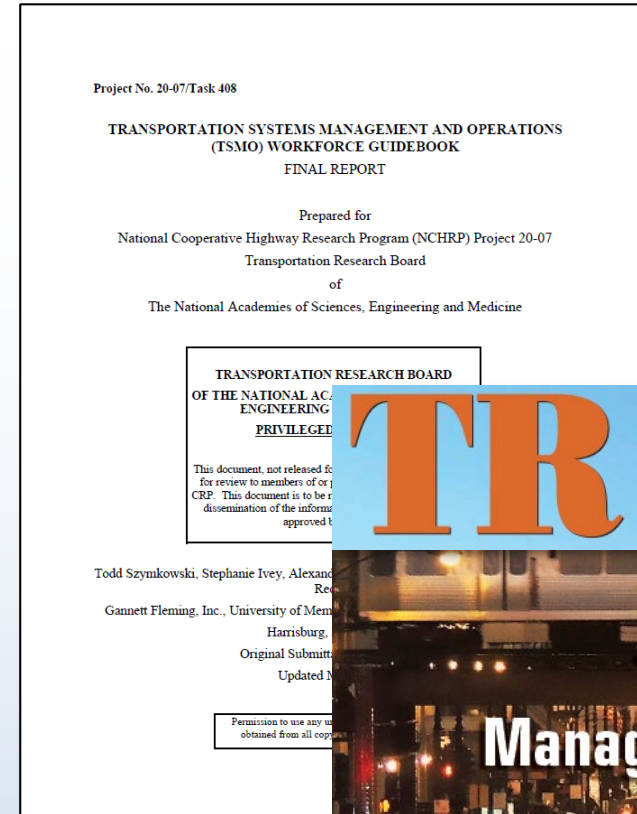 Project No. 20-07/Task 408
TRANSPORTATION SYSTEMS MANAGEMENT AND OPERATIONS
(TSMO) WORKFORCE GUIDEBOOK
FINAL REPORT
Prepared for
National Cooperative Highway Research Program (NCHRP) Project 20-07
Transportation Research Board
of
The National Academies of Sciences, Engineering and Medicine
TRANSPORTATION RESEARCH BOARD
OF THE NATIONAL ACA
ENGINEERING
PRIVILEGED
This document, not released fo
for review to members of or p
CRP. This document is to be r
dissemination of the informa
approved b
Todd Szymkowski, Stephanie Ivey, Alexand
Rec
Gannett Fleming, Inc., University of Mem
Harrisburg,
Original Submitta
Updated M
Permission to use any un
obtained from all copy
TR
Manag